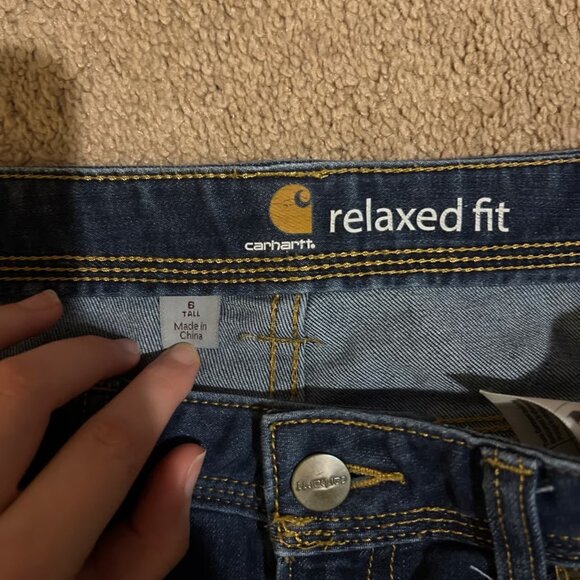 relaxed fit
carhartt.
6
TALL
Made in
China